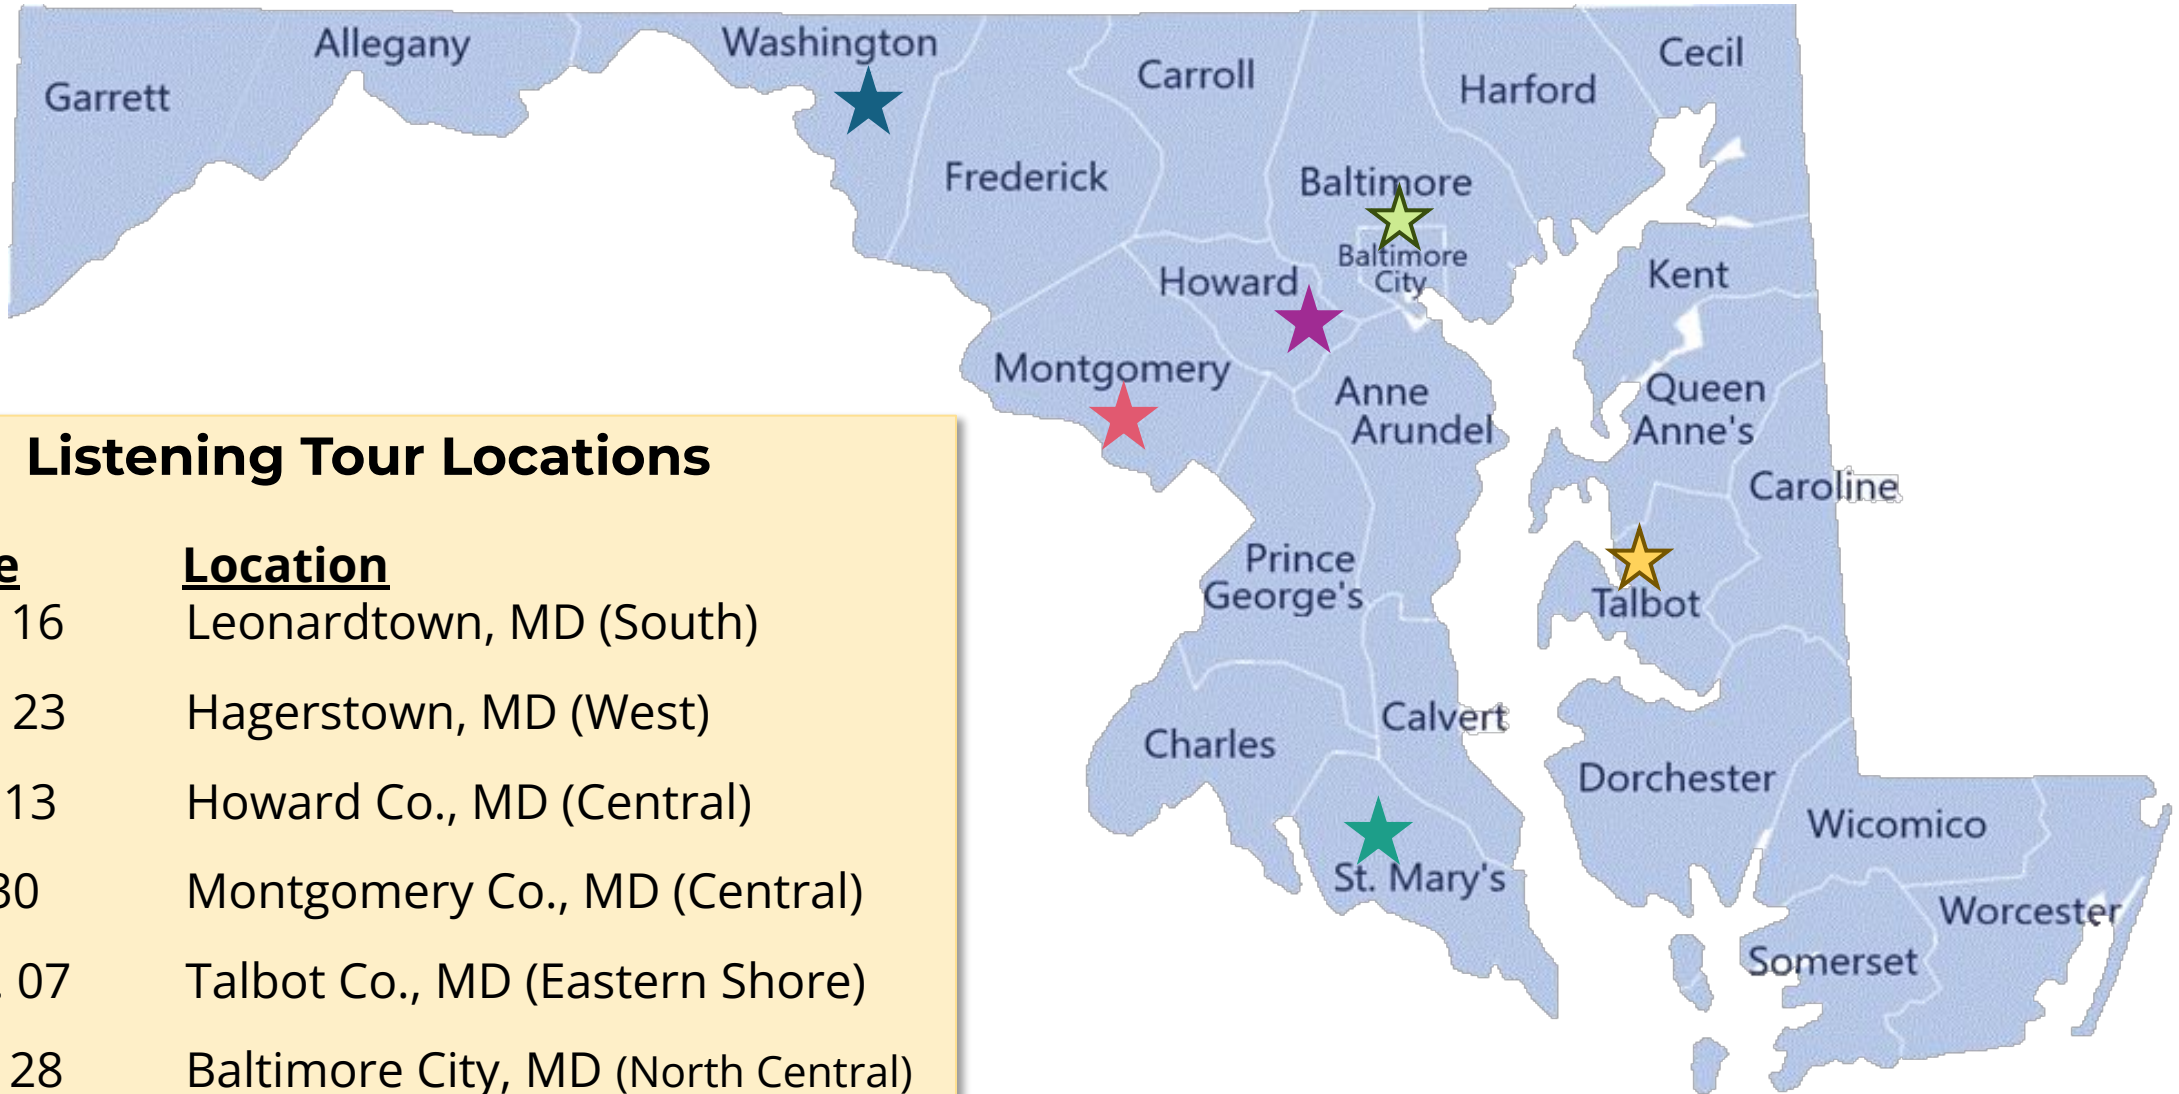 Allegany
Washington
Garrett
Carroll
Cecil
Harford
Frederick
Baltimore
Baltimore
City
Howard
Kent
Montgomery
Anne
Arundel
Queen
Anne's
Caroline
Prince
George's
Talbot
Calvert
Charles
Dorchester
Wicomico
St. Mary's
Worcester
Somerset
Listening Tour Locations
e Location
16 Leonardtown, MD (South)
23 Hagerstown, MD (West)
13 Howard Co., MD (Central)
30 Montgomery Co., MD (Central)
. 07 Talbot Co., MD (Eastern Shore)
28 Baltimore City, MD (North Central)